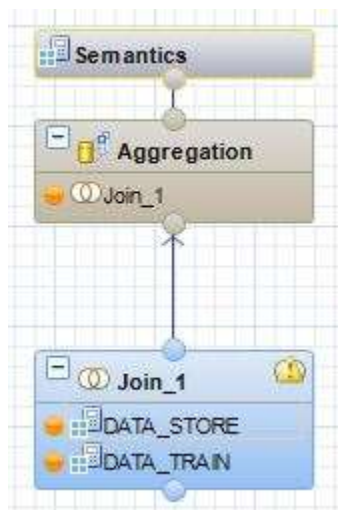 Semantics
Aggregation
Join_1
Join_1
DATA_STORE
DATA_TRAIN